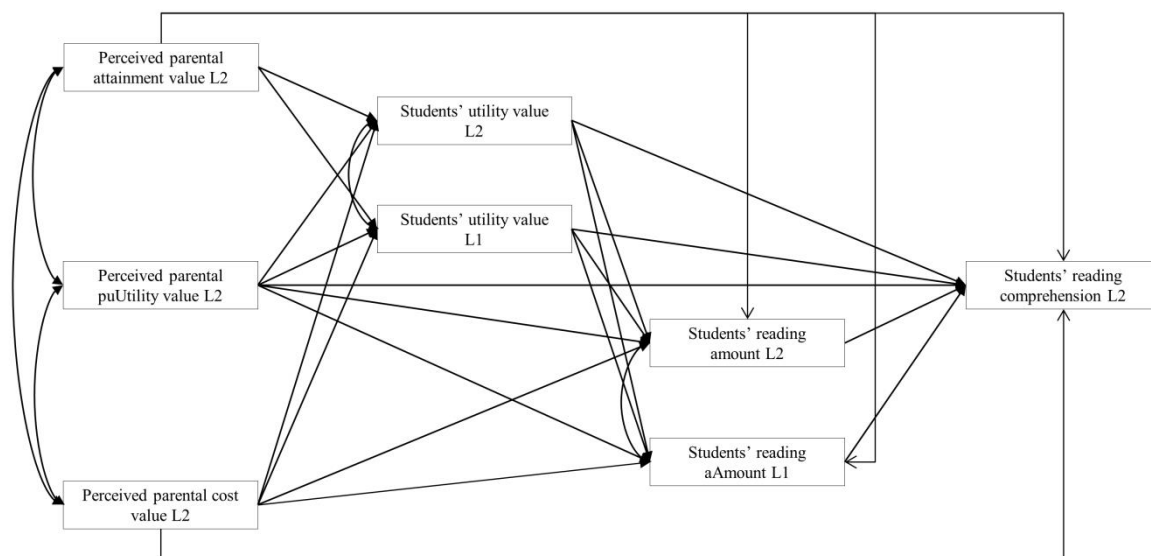 Perceived parental
attainment value L2
Students’ utility value
L2
Students’ utility value
L1
Perceived parental
puUtility value L2
Students’ reading
comprehension L2
Students’ reading
amount L2
Students’ reading
aAmount L1
Perceived parental cost
value L2